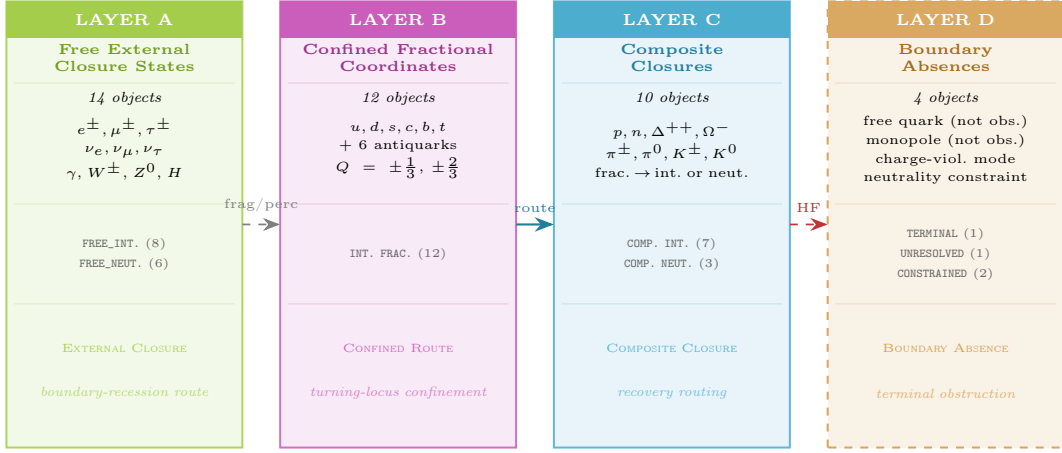 LAYER A
Free External
Closure States
14 objects
e±, μ±, τ±
νe, νμ, ντ
γ, W±, Z0, H
FREE_INT. (8)
FREE_NEUT. (6)
External Closure
boundary-recession route
frag/perc
LAYER B
Confined Fractional
Coordinates
12 objects
u, d, s, c, b, t
+ 6 antiquarks
Q = ±1/3, ±2/3
INT. FRAC. (12)
Confined Route
turning-locus confinement
route
LAYER C
Composite
Closures
10 objects
p, n, Δ++, Ω−
π±, π0, K±, K0
frac. → int. or neut.
COMP. INT. (7)
COMP. NEUT. (3)
Composite Closure
recovery routing
HF
LAYER D
Boundary
Absences
4 objects
free quark (not obs.)
monopole (not obs.)
charge-viol. mode
neutrality constraint
TERMINAL (1)
UNRESOLVED (1)
CONSTRAINED (2)
Boundary Absence
terminal obstruction